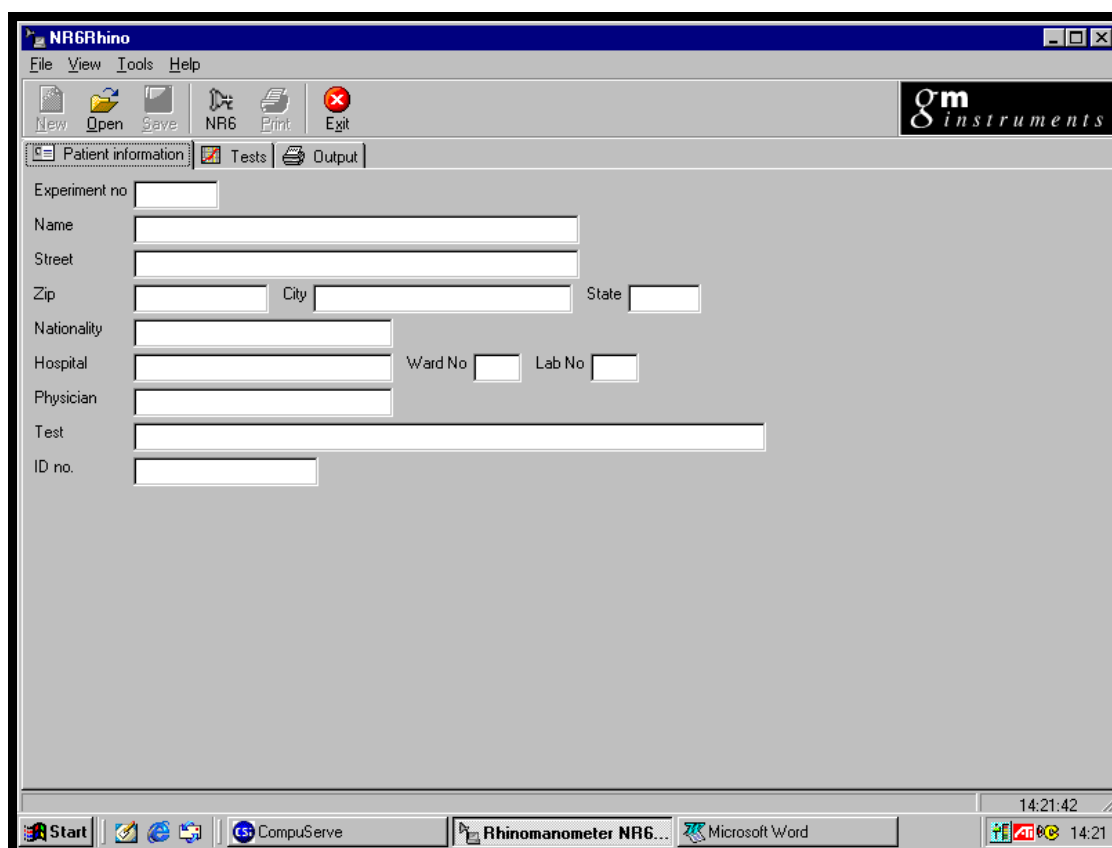 NR6Rhino
File View Tools Help
New Open Save NR6 Print Exit
gm instruments
Patient information Tests Output
Experiment no
Name
Street
Zip City State
Nationality
Hospital Ward No Lab No
Physician
Test
ID no.
14:21:42
Start CSi CompuServe Rhinomanometer NR6... Microsoft Word ATI 14:21